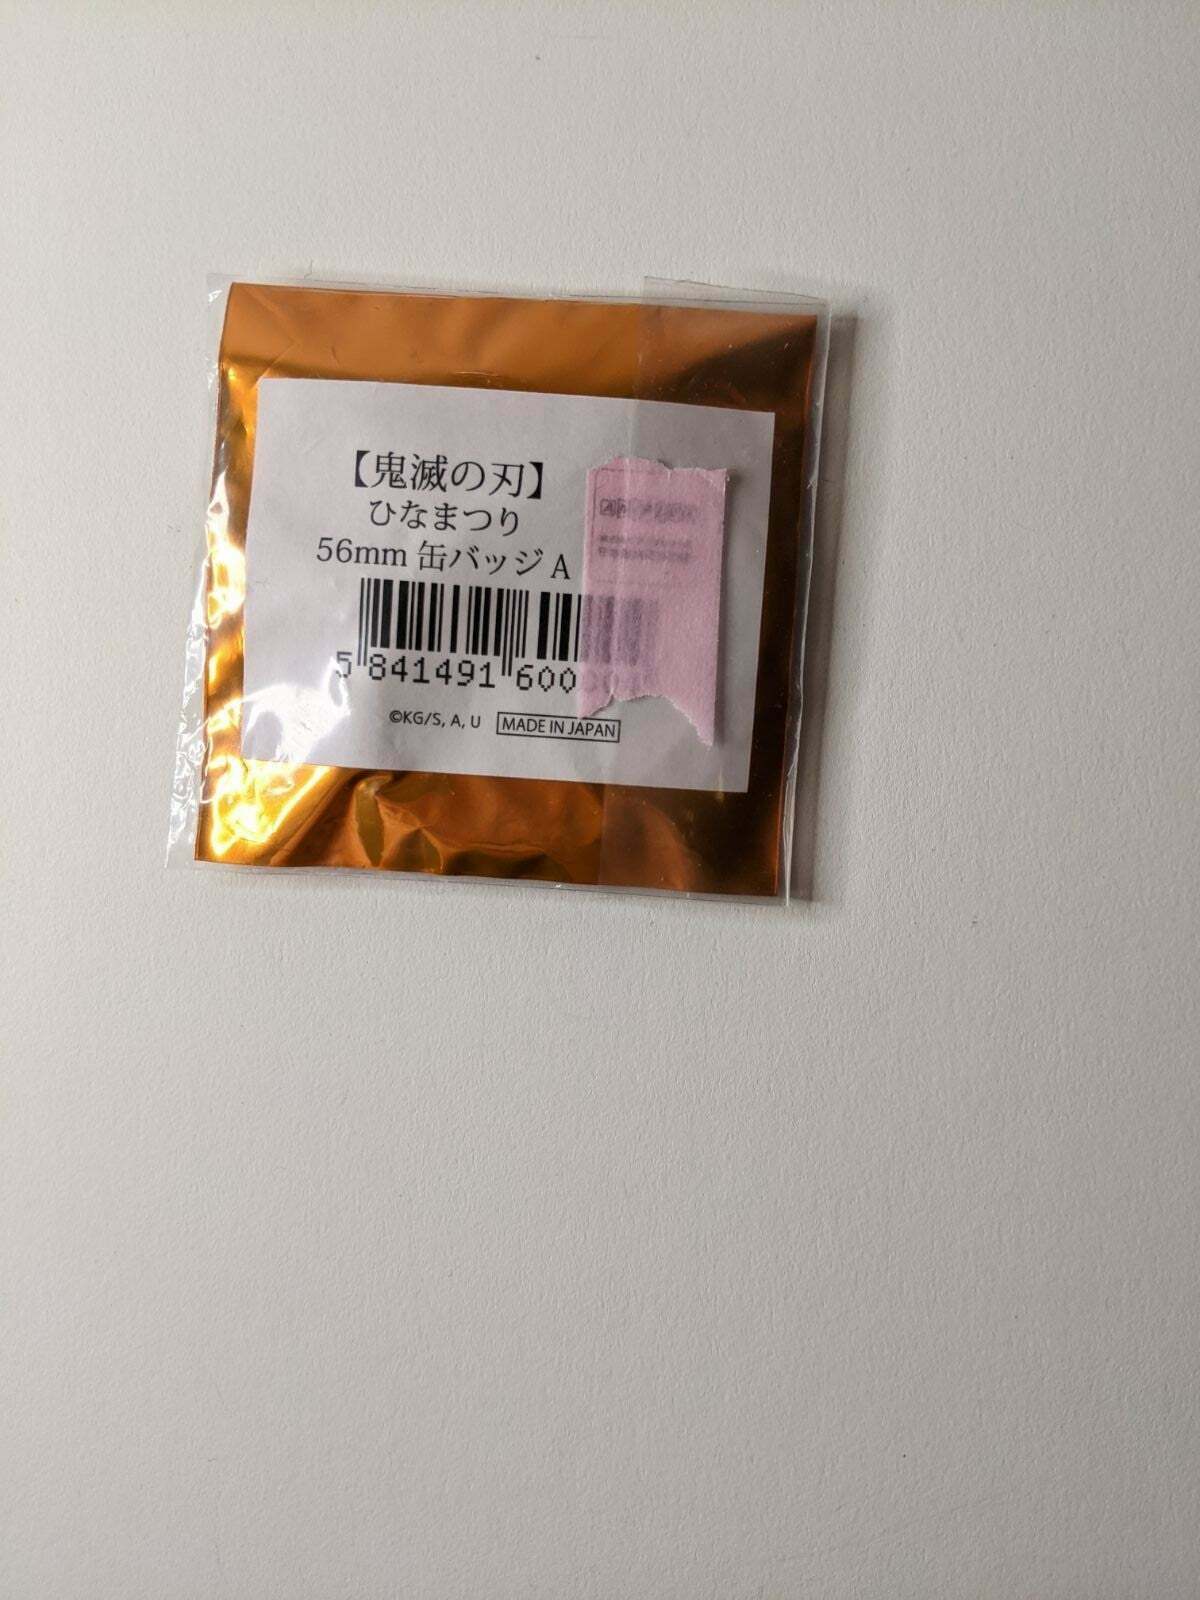 【鬼滅の刃】
ひなまつり
56mm 缶バッジ A
5 841491 600
©KG/S, A, U MADE IN JAPAN